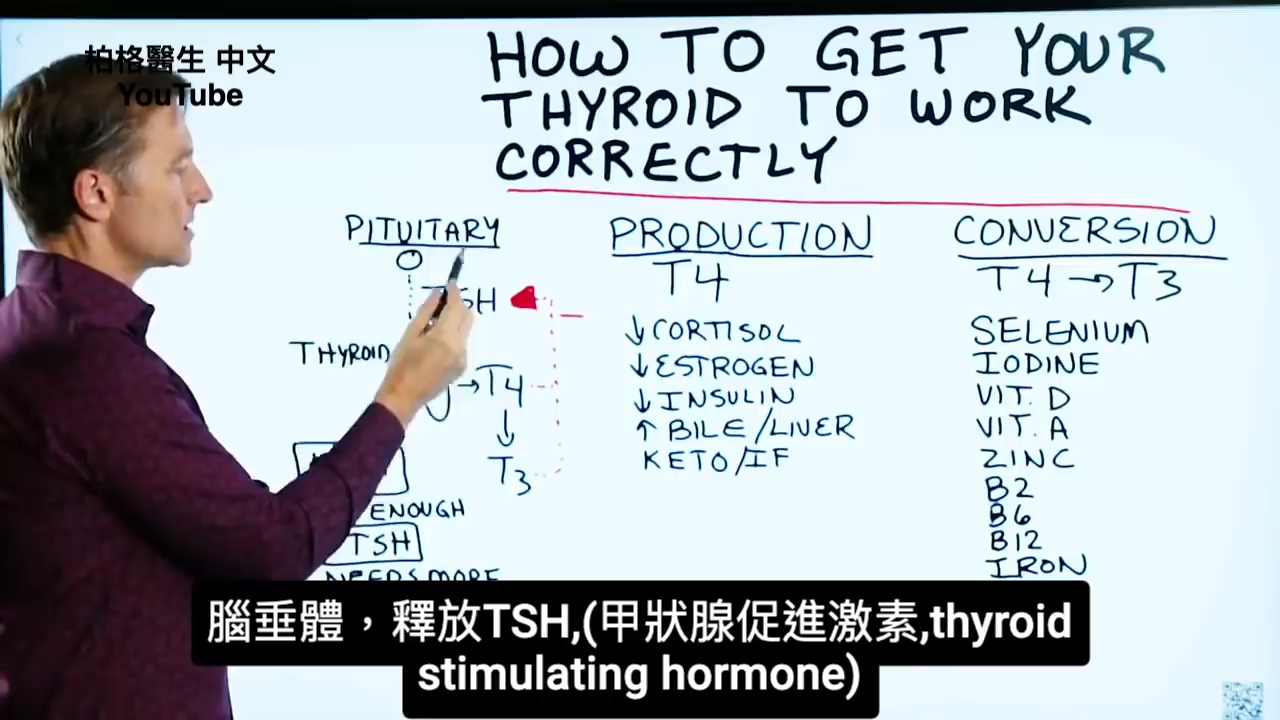 柏格醫生 中文
YouTube
HOW TO GET YOUR
THYROID TO WORK
CORRECTLY
PITUITARY
TSH
THYROID
→T4
↓
T3
ENOUGH
TSH
NEEDS MORE
PRODUCTION
T4
↓CORTISOL
↓ESTROGEN
↓INSULIN
↑BILE/LIVER
KETO/IF
CONVERSION
T4→T3
SELENIUM
IODINE
VIT. D
VIT. A
ZINC
B2
B6
B12
IRON
腦垂體，釋放TSH,(甲狀腺促進激素,thyroid
stimulating hormone)